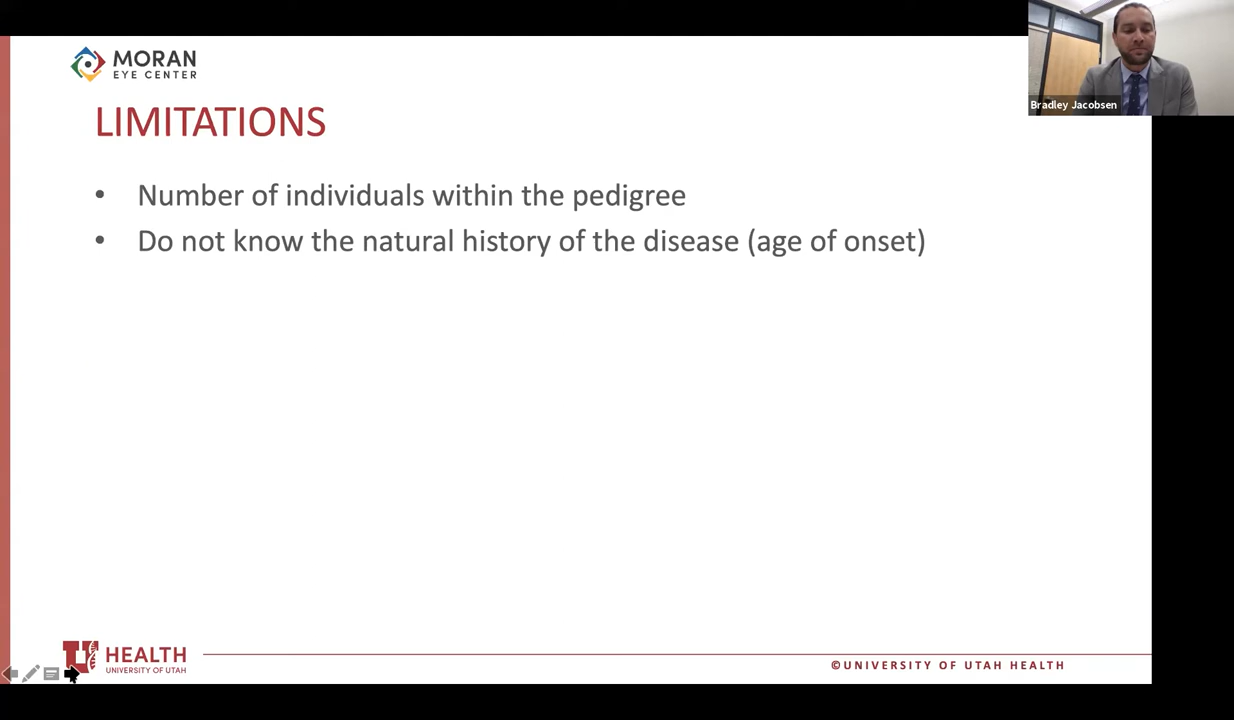 MORAN
EYE CENTER
Bradley Jacobsen
LIMITATIONS
• Number of individuals within the pedigree
• Do not know the natural history of the disease (age of onset)
U HEALTH
UNIVERSITY OF UTAH
©UNIVERSITY OF UTAH HEALTH